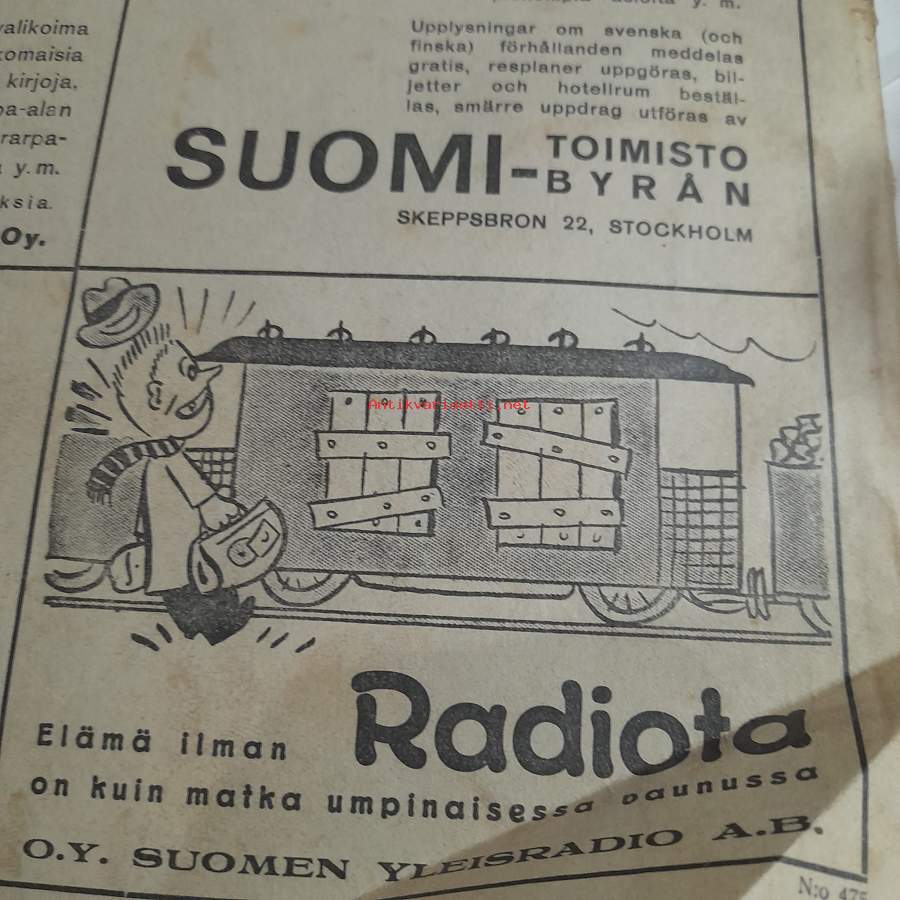 valikoima
komaisia
kirjoja,
pa-alan
rarpa-
y. m.
ksia.
Oy.
y. m.
Upplysningar om svenska (och
finska) förhållanden meddelas
gratis, resplaner uppgöras, bil-
jetter och hotellrum bestäl-
las, smärre uppdrag utföras av
SUOMI-TOIMISTO
BYRÅN
SKEPPSBRON 22, STOCKHOLM
Antikvariaatti.net
Elämä ilman Radiota
on kuin matka umpinaisessa vaunussa
O.Y. SUOMEN YLEISRADIO A.B.
N:o 475